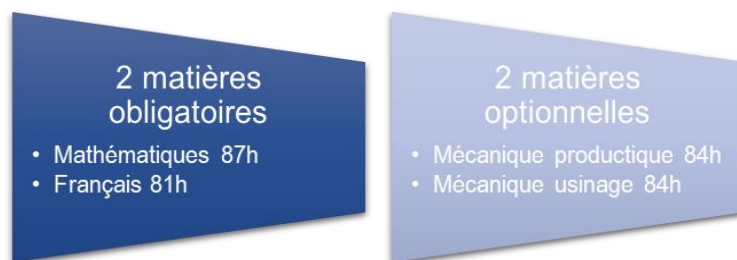 2 matières
obligatoires
• Mathématiques 87h
• Français 81h
2 matières
optionnelles
• Mécanique productique 84h
• Mécanique usinage 84h